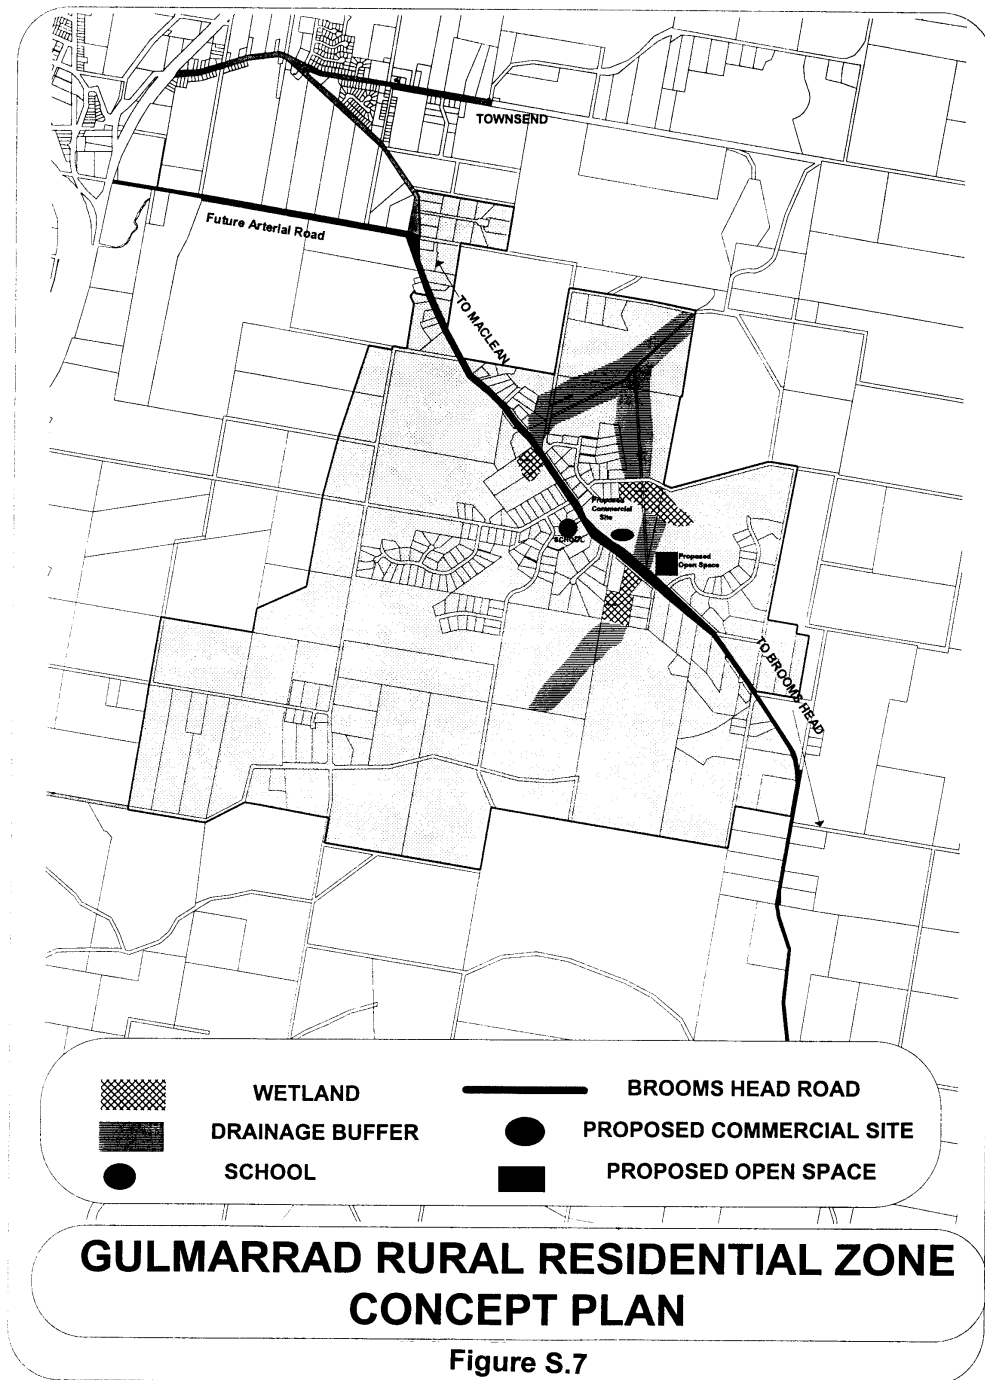 TOWNSEND
Future Arterial Road
TO MACLEAN
Proposed
Commercial
Site
SCHOOL
Proposed
Open Space
TO BROOMS HEAD
WETLAND
BROOMS HEAD ROAD
DRAINAGE BUFFER
PROPOSED COMMERCIAL SITE
SCHOOL
PROPOSED OPEN SPACE
GULMARRAD RURAL RESIDENTIAL ZONE
CONCEPT PLAN
Figure S.7